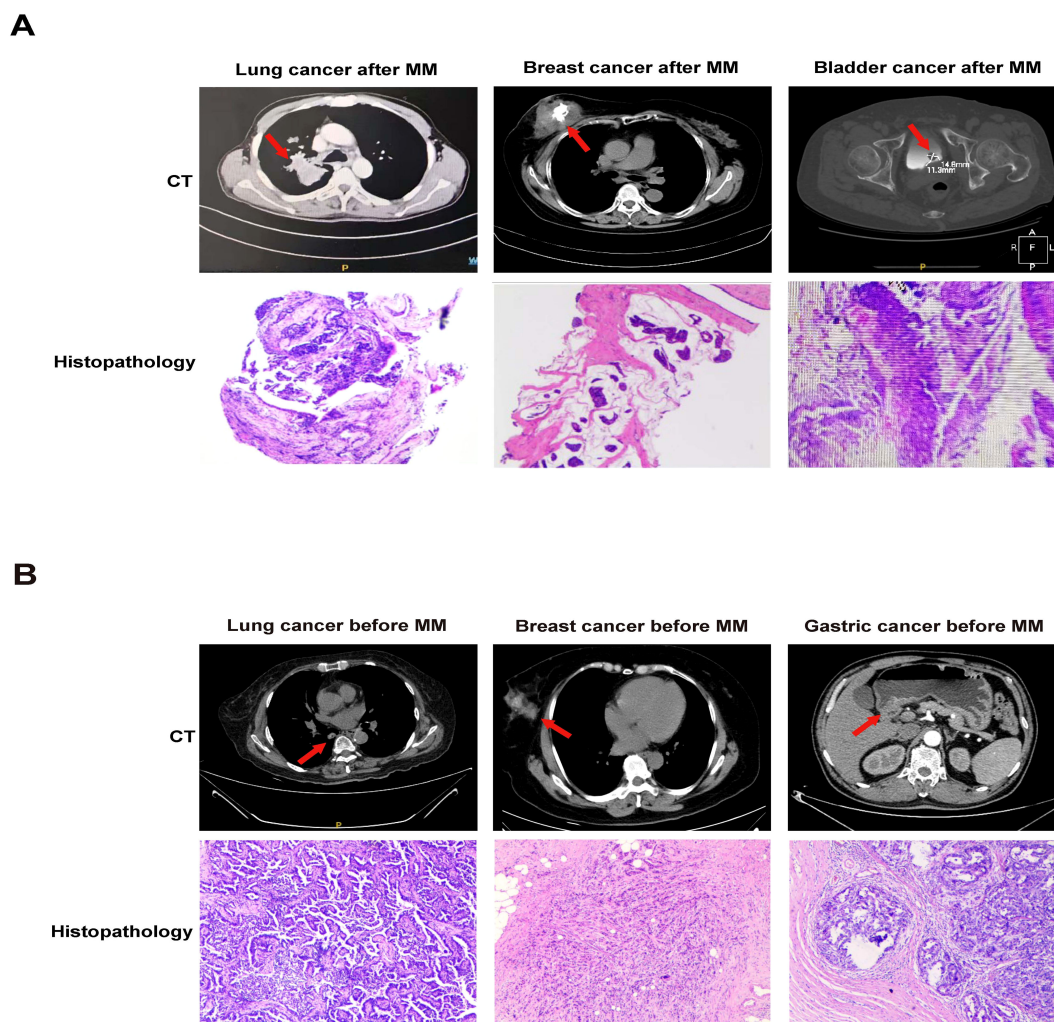 A
Lung cancer after MM
Breast cancer after MM
Bladder cancer after MM
CT
14.6mm
11.3mm
A
R F L
P
P
P
W
Histopathology
B
Lung cancer before MM
Breast cancer before MM
Gastric cancer before MM
CT
P
Histopathology